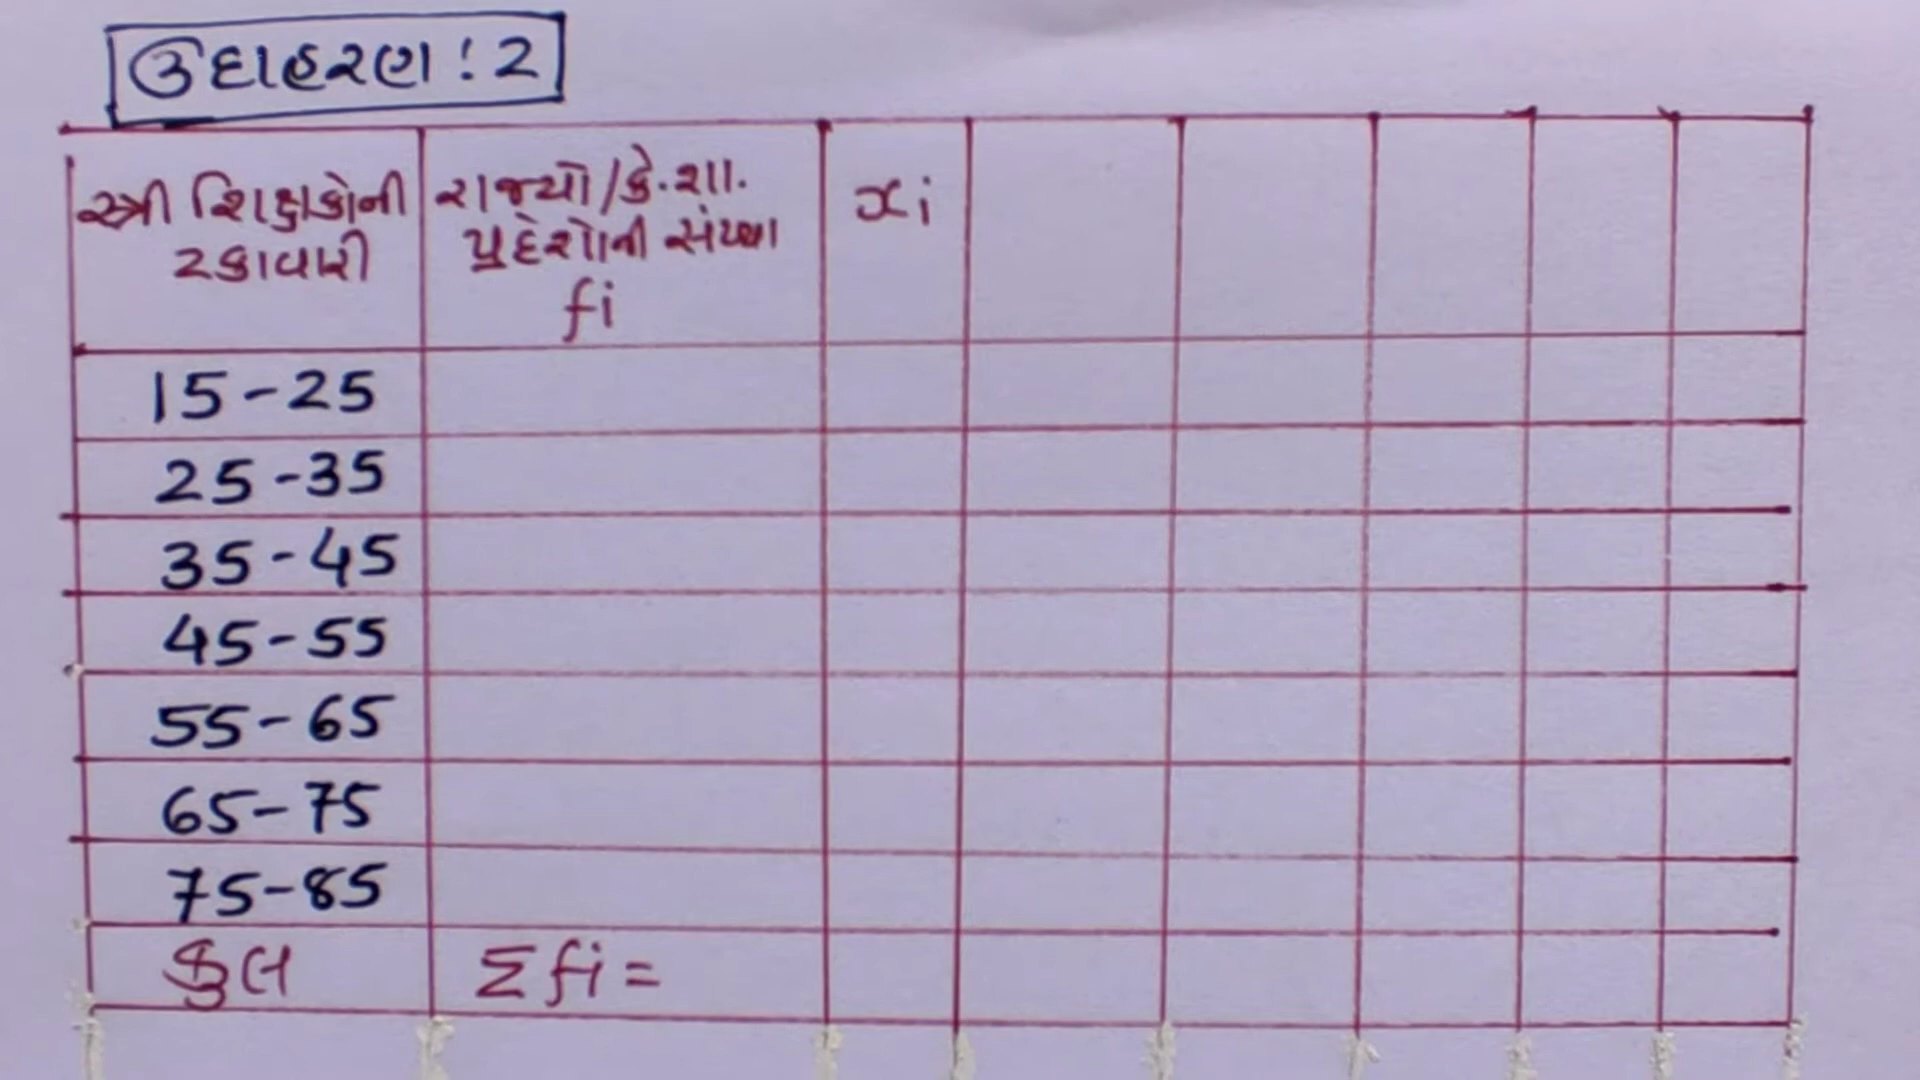 ઉદાહરણ : 2
સ્ત્રી શિક્ષકોની
ટકાવારી
રાજ્યો/કે.શા.
પ્રદેશોની સંખ્યા
fi
xi
15-25
25-35
35-45
45-55
55-65
65-75
75-85
કુલ
Σfi=